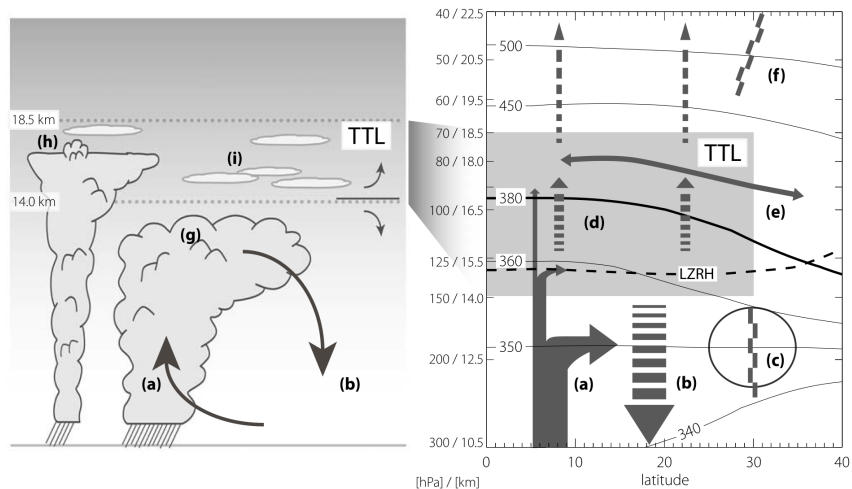 18.5 km
(h)
(i)
TTL
14.0 km
(g)
(a)
(b)
40 / 22.5
50 / 20.5
60 / 19.5
70 / 18.5
80 / 18.0
100 / 16.5
125 / 15.5
150 / 14.0
200 / 12.5
300 / 10.5
[hPa] / [km]
500
450
380
360
350
340
(f)
TTL
(d)
(e)
LZRH
(a)
(b)
(c)
0 10 20 30 40
latitude